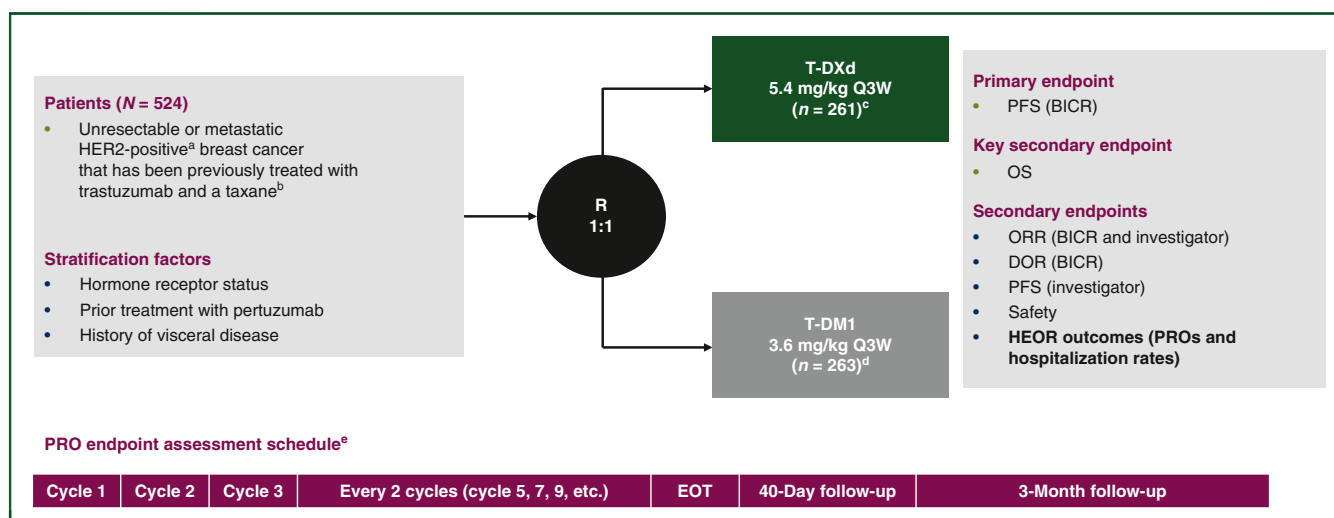 Patients (N = 524)
• Unresectable or metastatic
HER2-positiveᵃ breast cancer
that has been previously treated with
trastuzumab and a taxaneᵇ
Stratification factors
• Hormone receptor status
• Prior treatment with pertuzumab
• History of visceral disease
R
1:1
T-DXd
5.4 mg/kg Q3W
(n = 261)ᶜ
T-DM1
3.6 mg/kg Q3W
(n = 263)ᵈ
Primary endpoint
• PFS (BICR)
Key secondary endpoint
• OS
Secondary endpoints
• ORR (BICR and investigator)
• DOR (BICR)
• PFS (investigator)
• Safety
• HEOR outcomes (PROs and
hospitalization rates)
PRO endpoint assessment scheduleᵉ
Cycle 1 Cycle 2 Cycle 3 Every 2 cycles (cycle 5, 7, 9, etc.) EOT 40-Day follow-up 3-Month follow-up